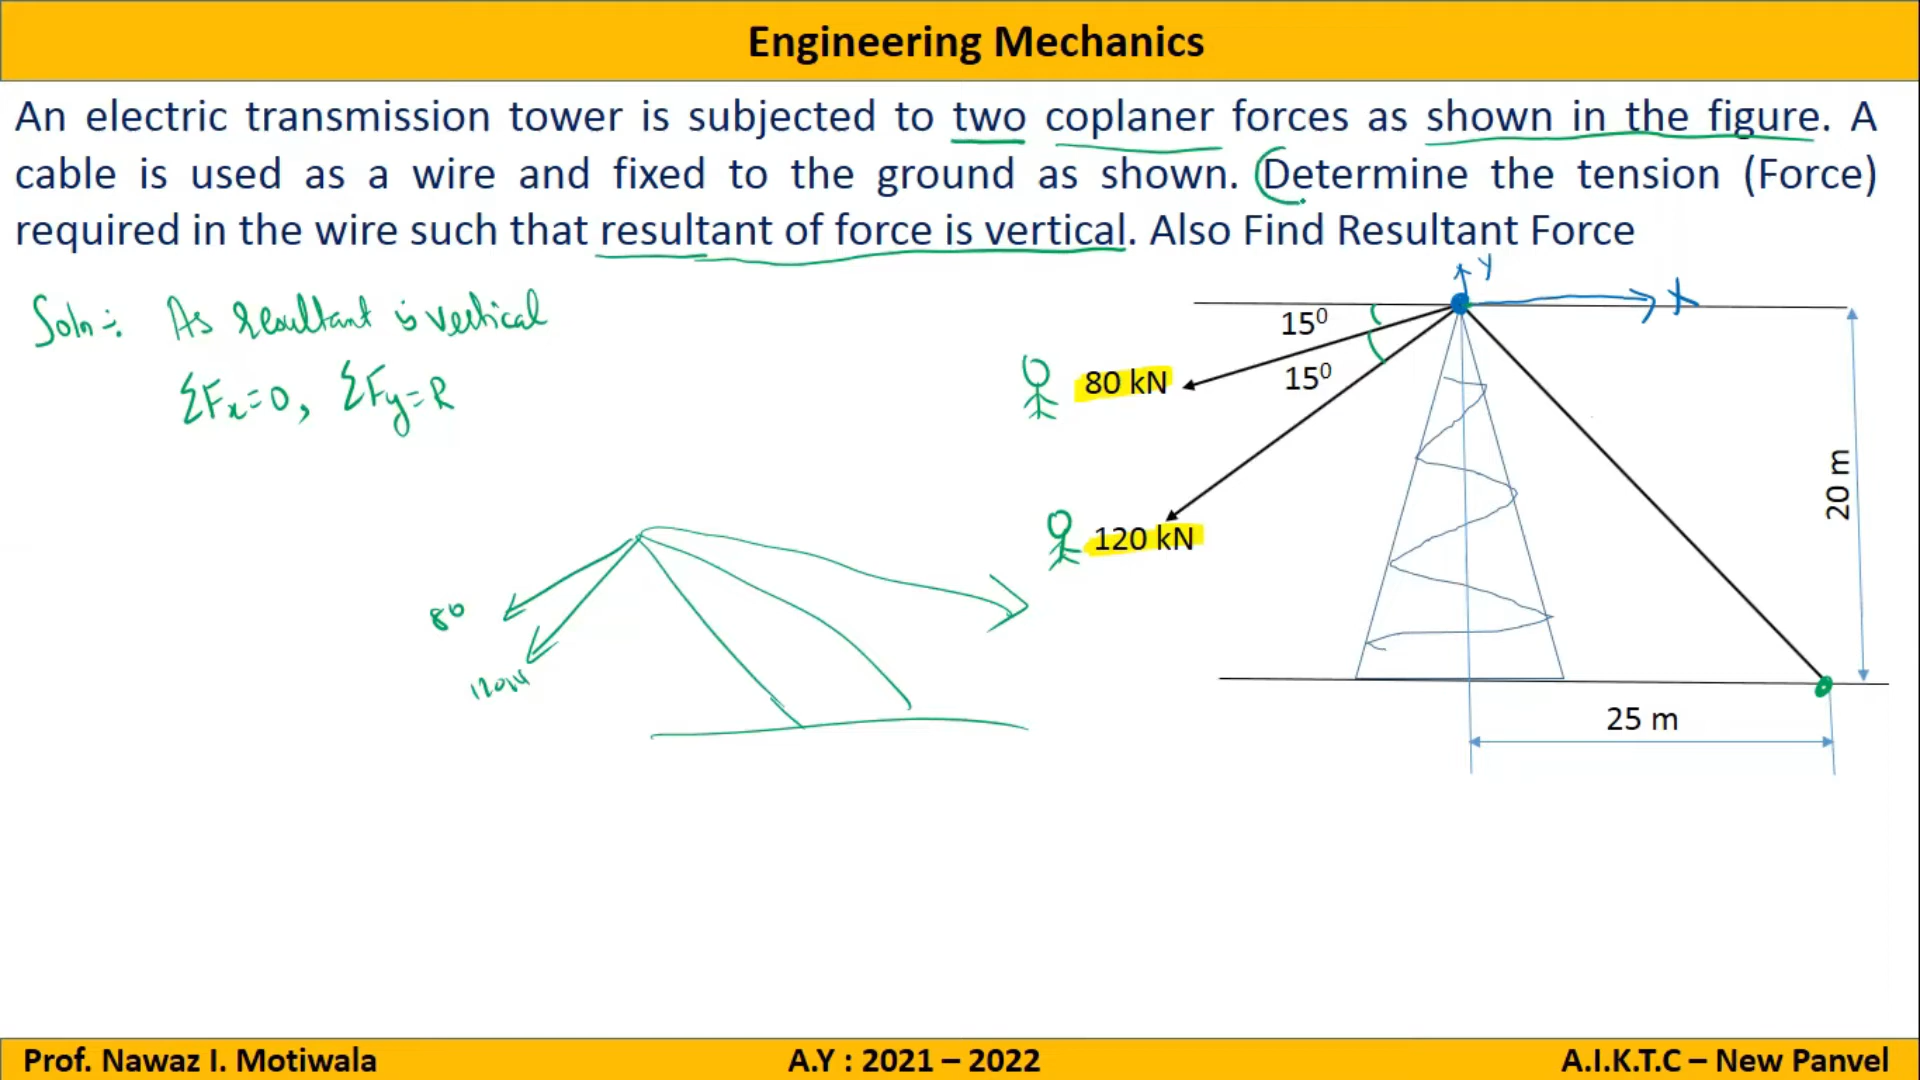 Engineering Mechanics
An electric transmission tower is subjected to two coplaner forces as shown in the figure. A
cable is used as a wire and fixed to the ground as shown. Determine the tension (Force)
required in the wire such that resultant of force is vertical. Also Find Resultant Force
Soln:- As resultant is vertical
ΣFx=0, ΣFy=R
Y
X
15⁰
80 kN
15⁰
120 kN
20 m
25 m
80
Prof. Nawaz I. Motiwala
A.Y : 2021 – 2022
A.I.K.T.C – New Panvel